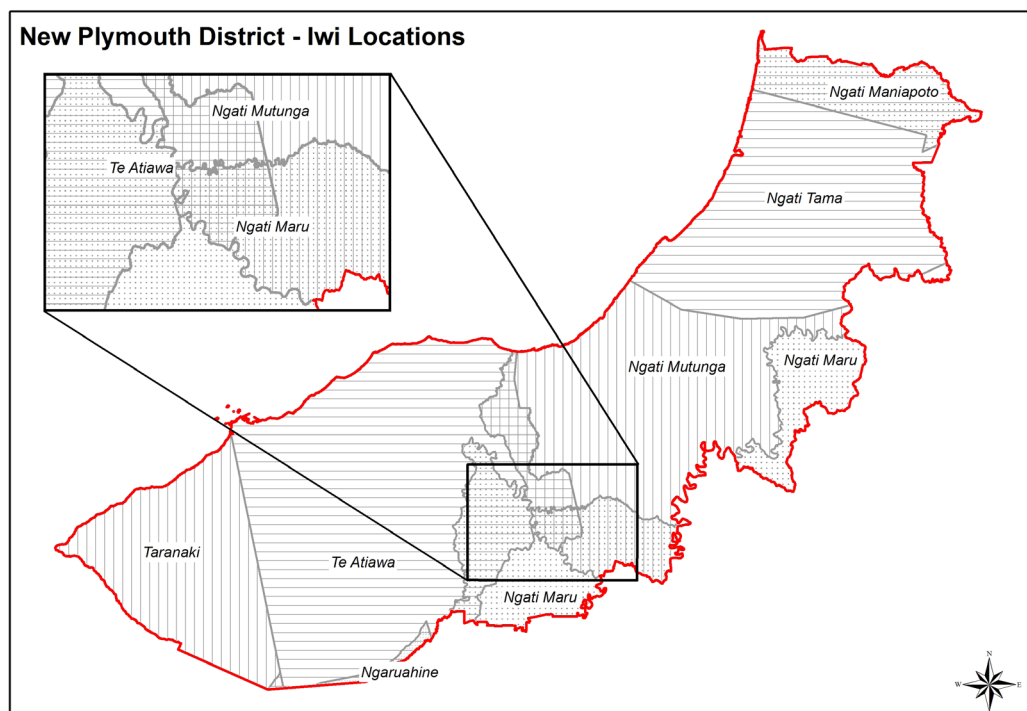 New Plymouth District - Iwi Locations
Ngati Maniapoto
Ngati Mutunga
Te Atiawa
Ngati Tama
Ngati Maru
Ngati Mutunga
Ngati Maru
Taranaki
Te Atiawa
Ngati Maru
Ngaruahine
N
W
E
S